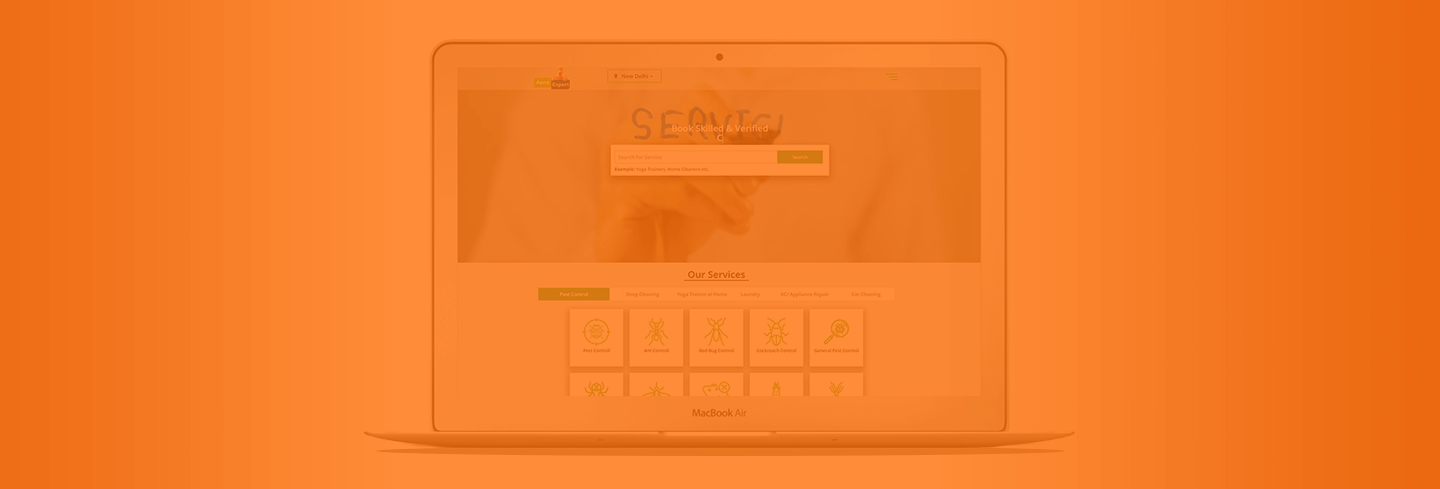 New Delhi
SERVIC
Book Skilled & Verified
Search for Service
Search
Example: Yoga Trainers, Home Cleaners etc.
Our Services
Pest Control
Deep Cleaning
Yoga Trainer at Home
Laundry
AC/ Appliance Repair
Car Cleaning
Pest Control
Ant Control
Bed Bug Control
Cockroach Control
General Pest Control
MacBook Air